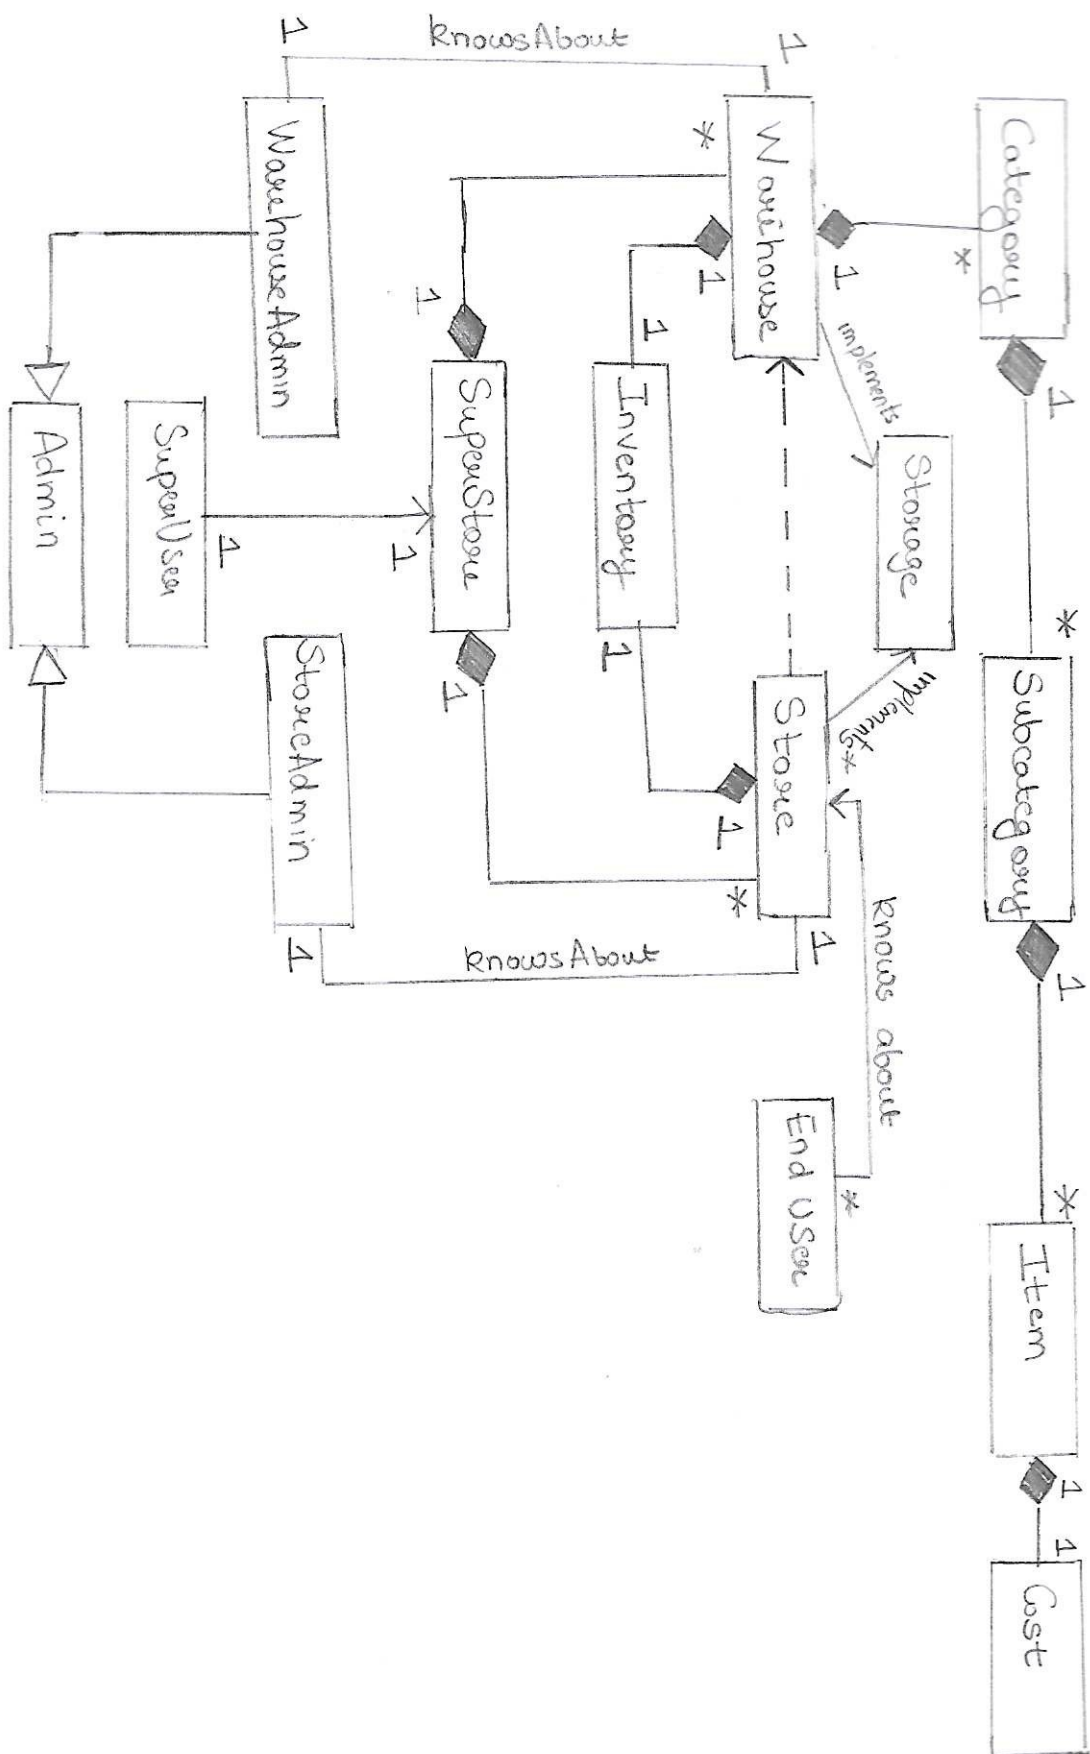 1
*
1
*
1
1
Category
Subcategory
Item
Cost
*
Storage
implements
implements
knows about
1
*
*
1
1
Warehouse
Store
End User
*
1
1
*
1
Inventory
1
knowsAbout
knowsAbout
1
SuperStore
1
1
1
WarehouseAdmin
StoreAdmin
1
1
SuperUser
Admin